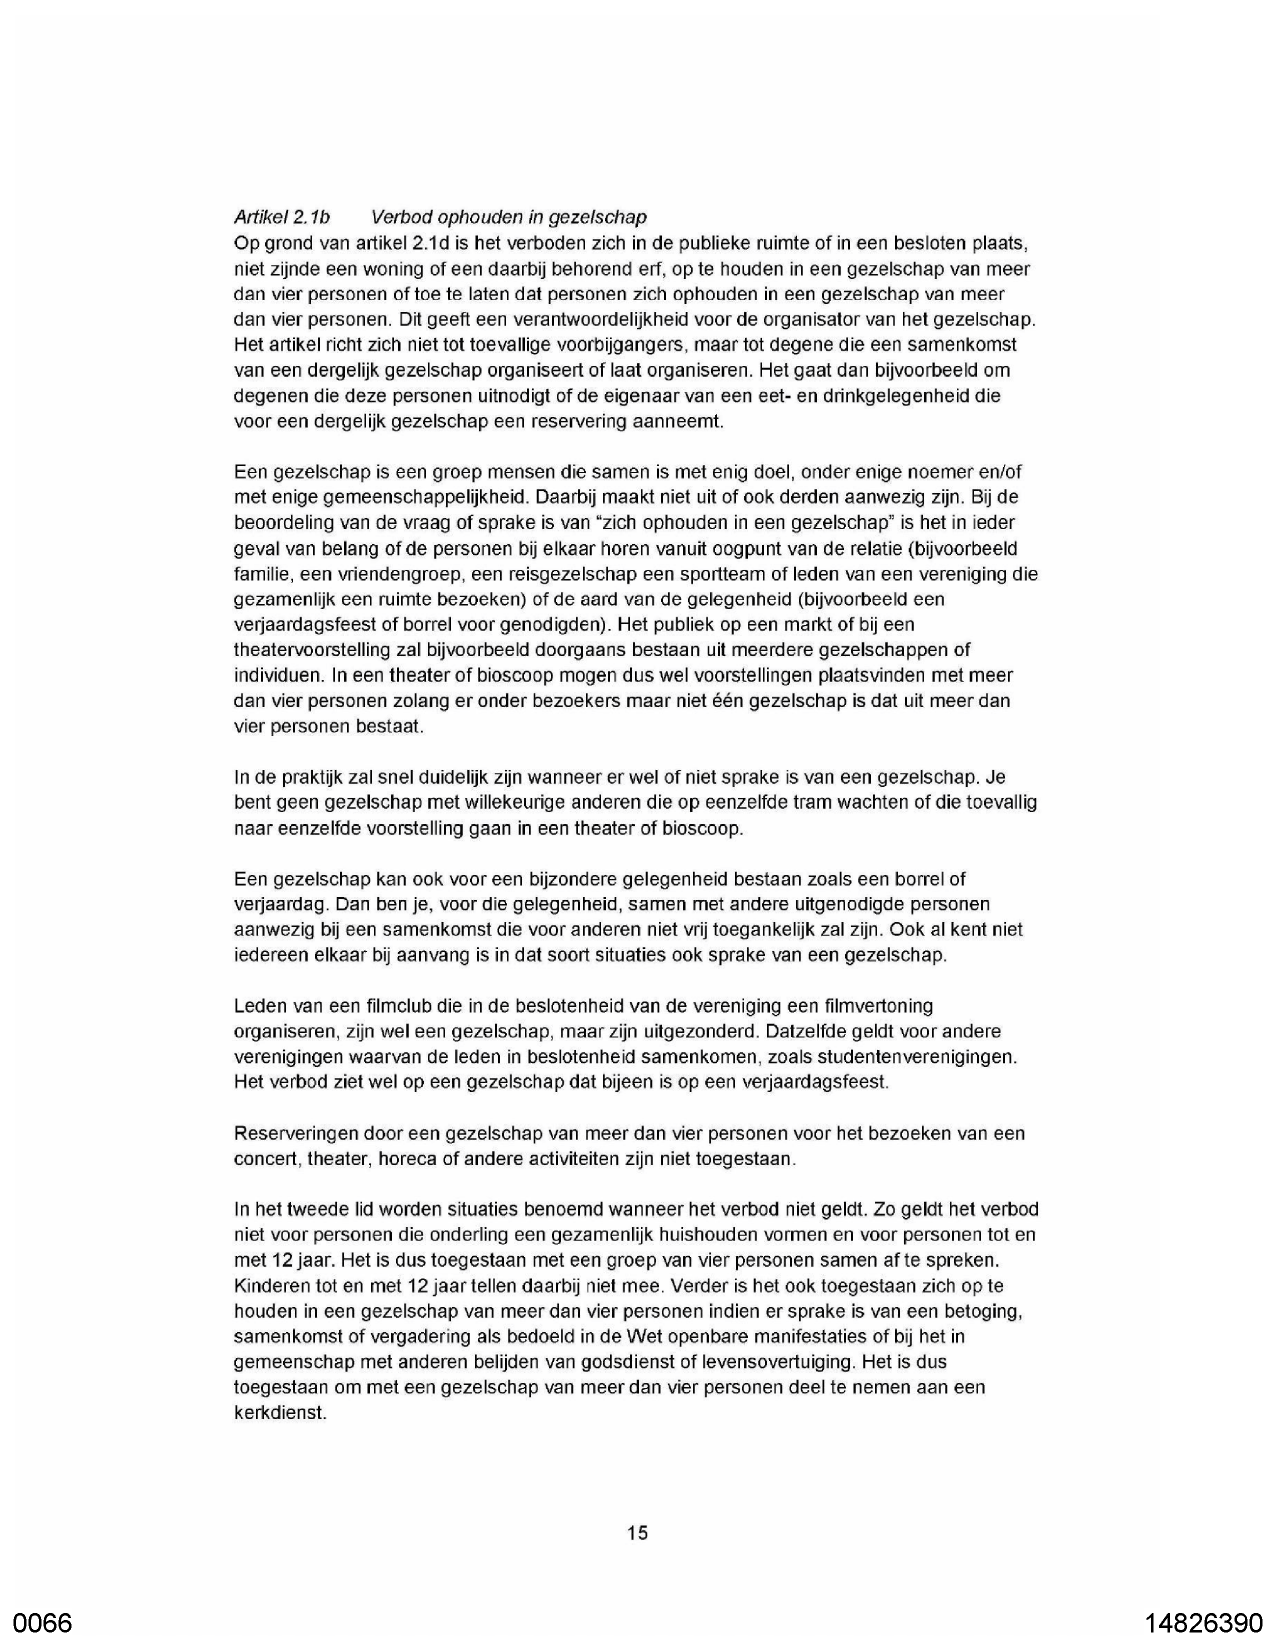 Artikel 2.1b Verbod ophouden in gezelschap
Op grond van artikel 2.1d is het verboden zich in de publieke ruimte of in een besloten plaats,
niet zijnde een woning of een daarbij behorend erf, op te houden in een gezelschap van meer
dan vier personen of toe te laten dat personen zich ophouden in een gezelschap van meer
dan vier personen. Dit geeft een verantwoordelijkheid voor de organisator van het gezelschap.
Het artikel richt zich niet tot toevallige voorbijgangers, maar tot degene die een samenkomst
van een dergelijk gezelschap organiseert of laat organiseren. Het gaat dan bijvoorbeeld om
degenen die deze personen uitnodigt of de eigenaar van een eet- en drinkgelegenheid die
voor een dergelijk gezelschap een reservering aanneemt.
Een gezelschap is een groep mensen die samen is met enig doel, onder enige noemer en/of
met enige gemeenschappelijkheid. Daarbij maakt niet uit of ook derden aanwezig zijn. Bij de
beoordeling van de vraag of sprake is van “zich ophouden in een gezelschap” is het in ieder
geval van belang of de personen bij elkaar horen vanuit oogpunt van de relatie (bijvoorbeeld
familie, een vriendengroep, een reisgezelschap een sportteam of leden van een vereniging die
gezamenlijk een ruimte bezoeken) of de aard van de gelegenheid (bijvoorbeeld een
verjaardagsfeest of borrel voor genodigden). Het publiek op een markt of bij een
theatervoorstelling zal bijvoorbeeld doorgaans bestaan uit meerdere gezelschappen of
individuen. In een theater of bioscoop mogen dus wel voorstellingen plaatsvinden met meer
dan vier personen zolang er onder bezoekers maar niet één gezelschap is dat uit meer dan
vier personen bestaat.
In de praktijk zal snel duidelijk zijn wanneer er wel of niet sprake is van een gezelschap. Je
bent geen gezelschap met willekeurige anderen die op eenzelfde tram wachten of die toevallig
naar eenzelfde voorstelling gaan in een theater of bioscoop.
Een gezelschap kan ook voor een bijzondere gelegenheid bestaan zoals een borrel of
verjaardag. Dan ben je, voor die gelegenheid, samen met andere uitgenodigde personen
aanwezig bij een samenkomst die voor anderen niet vrij toegankelijk zal zijn. Ook al kent niet
iedereen elkaar bij aanvang is in dat soort situaties ook sprake van een gezelschap.
Leden van een filmclub die in de beslotenheid van de vereniging een filmvertoning
organiseren, zijn wel een gezelschap, maar zijn uitgezonderd. Datzelfde geldt voor andere
verenigingen waarvan de leden in beslotenheid samenkomen, zoals studentenverenigingen.
Het verbod ziet wel op een gezelschap dat bijeen is op een verjaardagsfeest.
Reserveringen door een gezelschap van meer dan vier personen voor het bezoeken van een
concert, theater, horeca of andere activiteiten zijn niet toegestaan.
In het tweede lid worden situaties benoemd wanneer het verbod niet geldt. Zo geldt het verbod
niet voor personen die onderling een gezamenlijk huishouden vormen en voor personen tot en
met 12 jaar. Het is dus toegestaan met een groep van vier personen samen af te spreken.
Kinderen tot en met 12 jaar tellen daarbij niet mee. Verder is het ook toegestaan zich op te
houden in een gezelschap van meer dan vier personen indien er sprake is van een betoging,
samenkomst of vergadering als bedoeld in de Wet openbare manifestaties of bij het in
gemeenschap met anderen belijden van godsdienst of levensovertuiging. Het is dus
toegestaan om met een gezelschap van meer dan vier personen deel te nemen aan een
kerkdienst.
15
0066 14826390